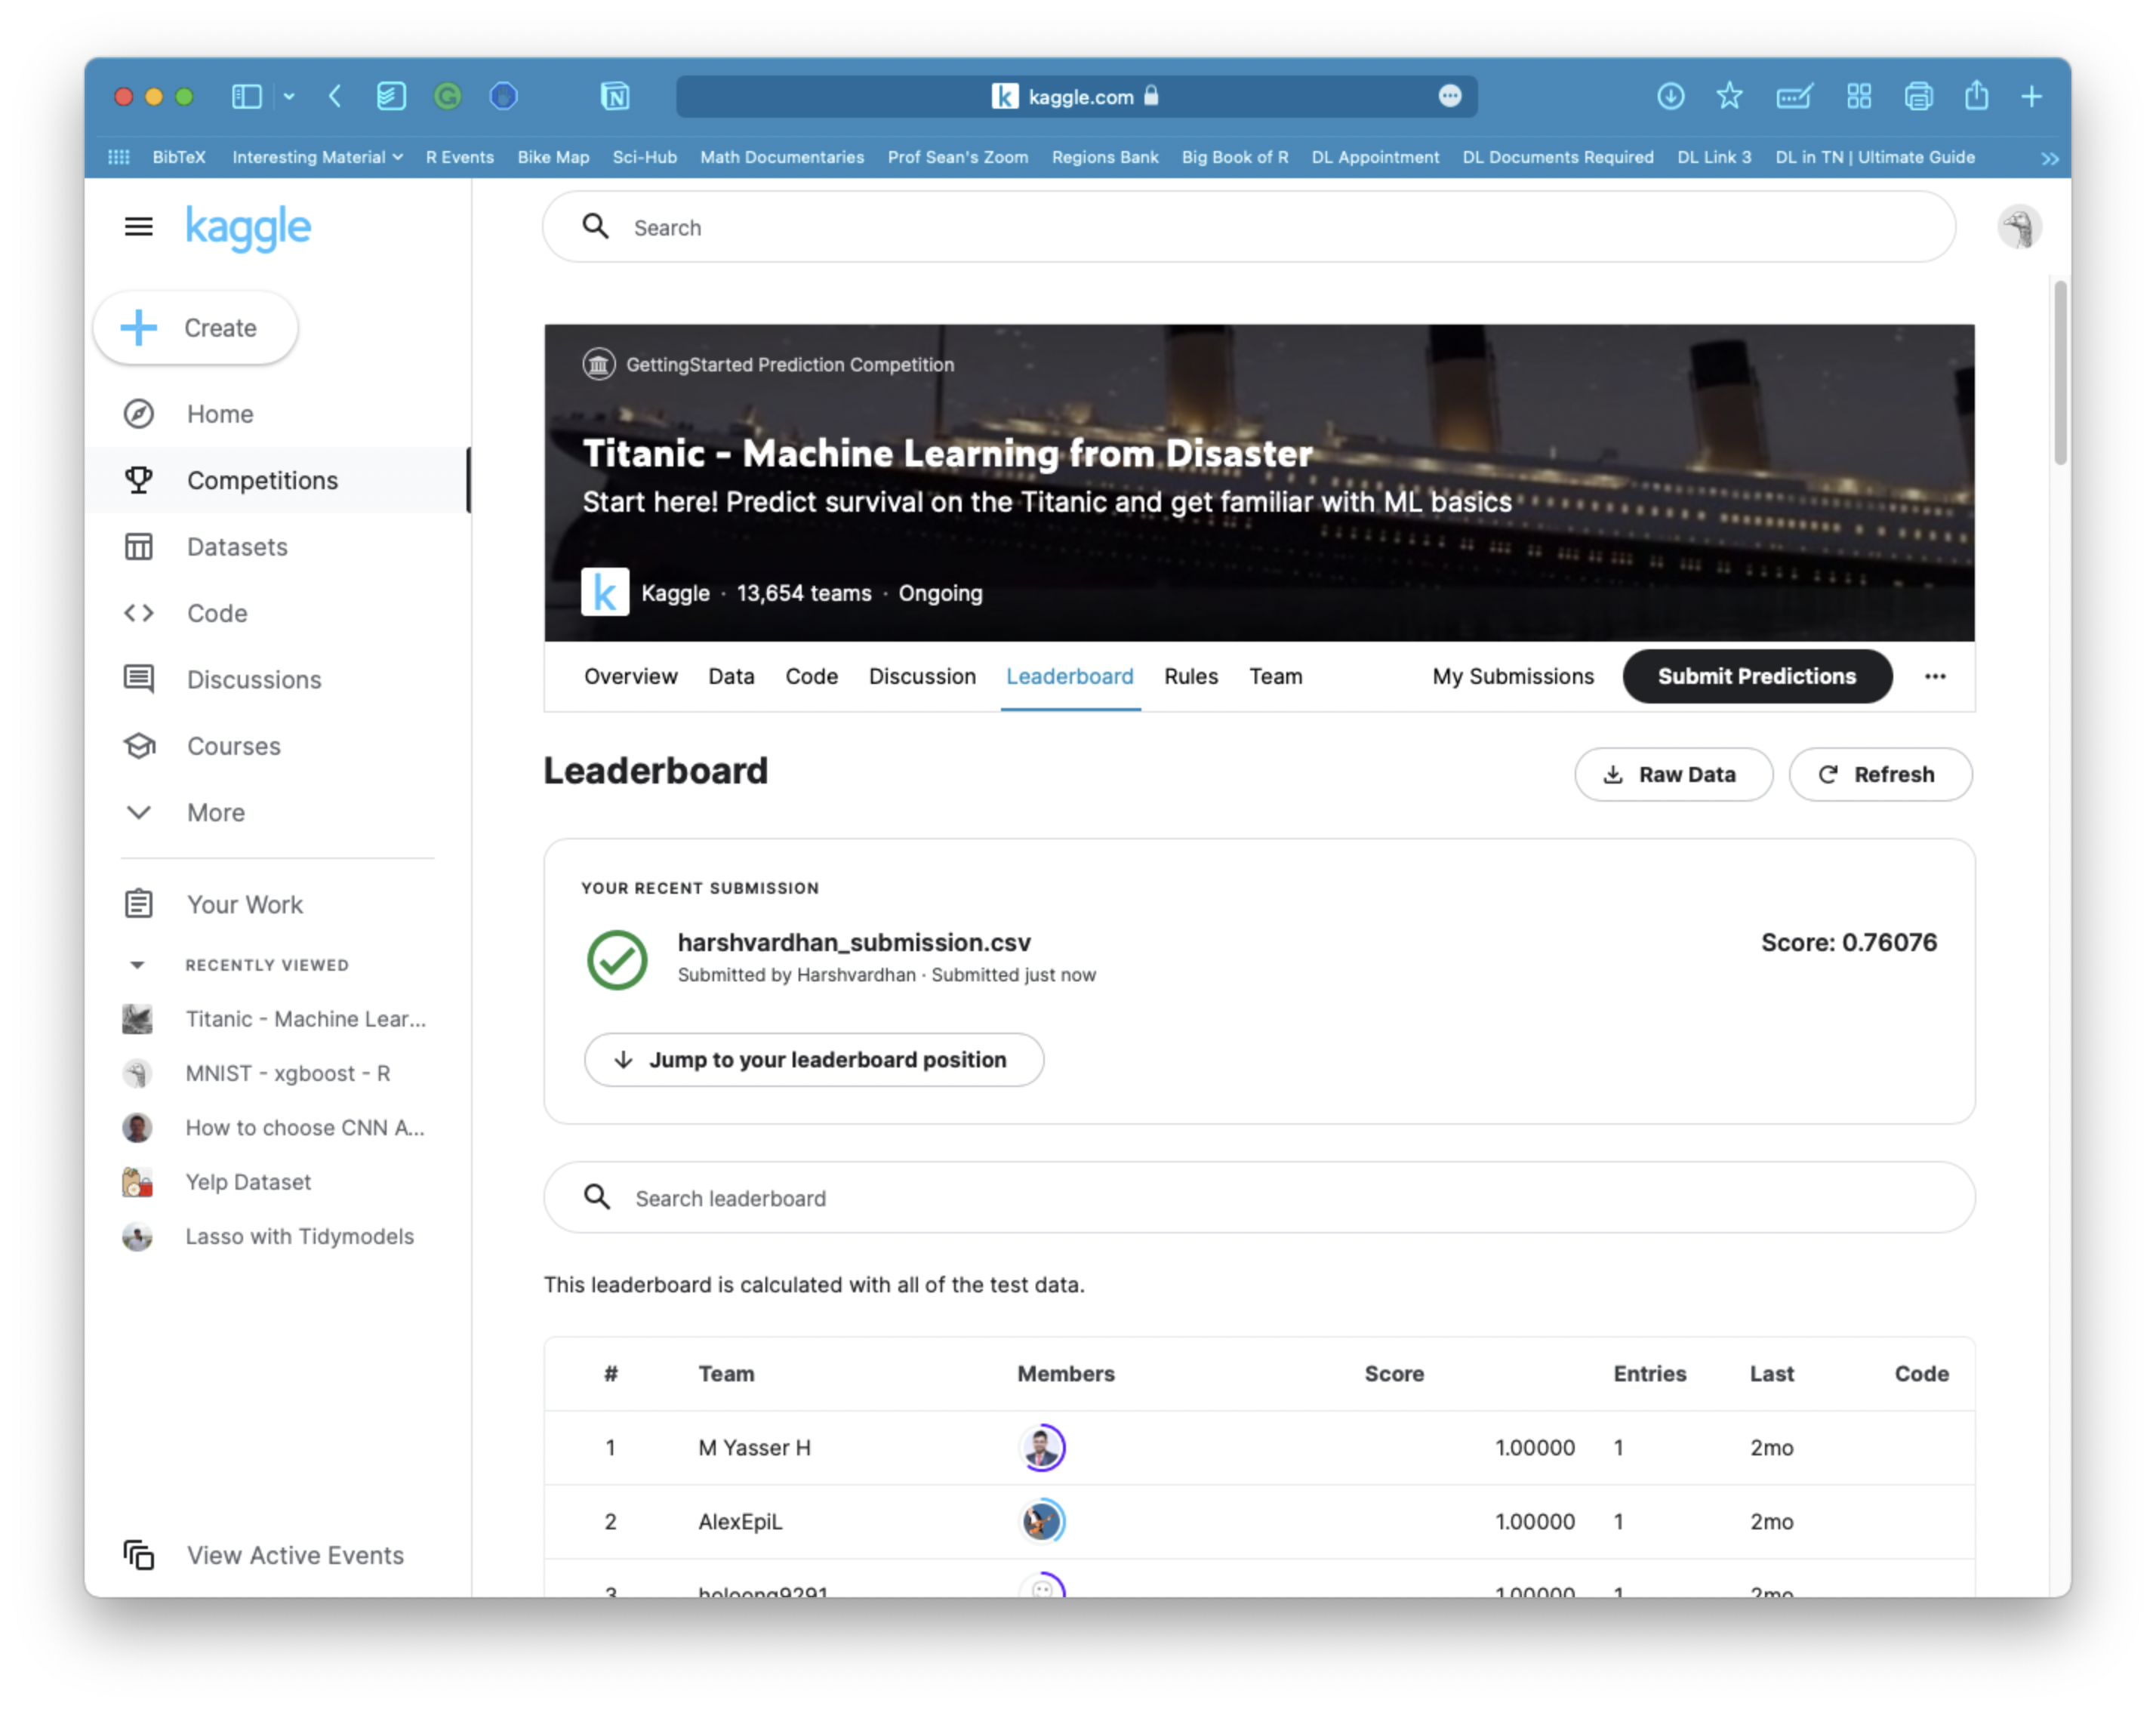 kaggle.com
BibTeX Interesting Material R Events Bike Map Sci-Hub Math Documentaries Prof Sean's Zoom Regions Bank Big Book of R DL Appointment DL Documents Required DL Link 3 DL in TN | Ultimate Guide
kaggle
Search
Create
Home
Competitions
Datasets
Code
Discussions
Courses
More
Your Work
RECENTLY VIEWED
Titanic - Machine Lear...
MNIST - xgboost - R
How to choose CNN A...
Yelp Dataset
Lasso with Tidymodels
View Active Events
GettingStarted Prediction Competition
Titanic - Machine Learning from Disaster
Start here! Predict survival on the Titanic and get familiar with ML basics
k Kaggle · 13,654 teams · Ongoing
Overview Data Code Discussion Leaderboard Rules Team My Submissions Submit Predictions
Leaderboard
Raw Data Refresh
YOUR RECENT SUBMISSION
harshvardhan_submission.csv Score: 0.76076
Submitted by Harshvardhan · Submitted just now
Jump to your leaderboard position
Search leaderboard
This leaderboard is calculated with all of the test data.
# Team Members Score Entries Last Code
1 M Yasser H 1.00000 1 2mo
2 AlexEpiL 1.00000 1 2mo
3 1.00000 1 2mo